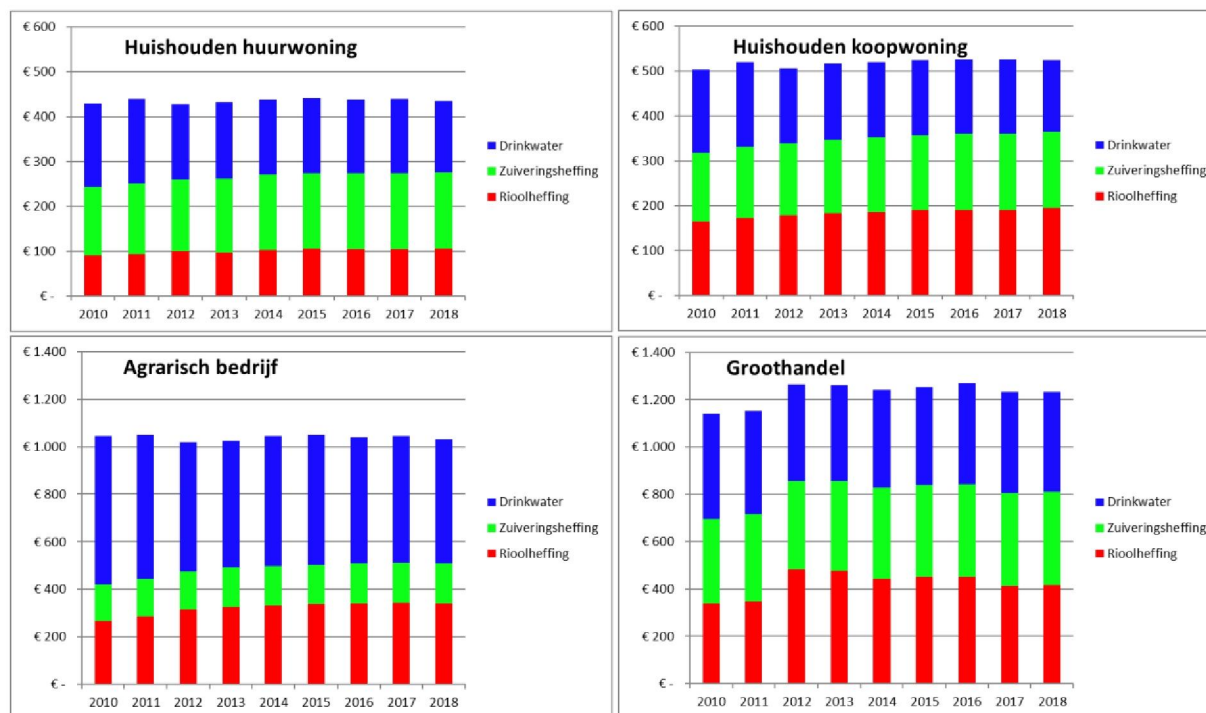 Huishouden huurwoning
€ 600
€ 500
€ 400
€ 300
€ 200
€ 100
€ -
2010 2011 2012 2013 2014 2015 2016 2017 2018
Drinkwater
Zuiveringsheffing
Rioolheffing
Huishouden koopwoning
€ 600
€ 500
€ 400
€ 300
€ 200
€ 100
€ -
2010 2011 2012 2013 2014 2015 2016 2017 2018
Drinkwater
Zuiveringsheffing
Rioolheffing
Agrarisch bedrijf
€ 1.400
€ 1.200
€ 1.000
€ 800
€ 600
€ 400
€ 200
€ -
2010 2011 2012 2013 2014 2015 2016 2017 2018
Drinkwater
Zuiveringsheffing
Rioolheffing
Groothandel
€ 1.400
€ 1.200
€ 1.000
€ 800
€ 600
€ 400
€ 200
€ -
2010 2011 2012 2013 2014 2015 2016 2017 2018
Drinkwater
Zuiveringsheffing
Rioolheffing